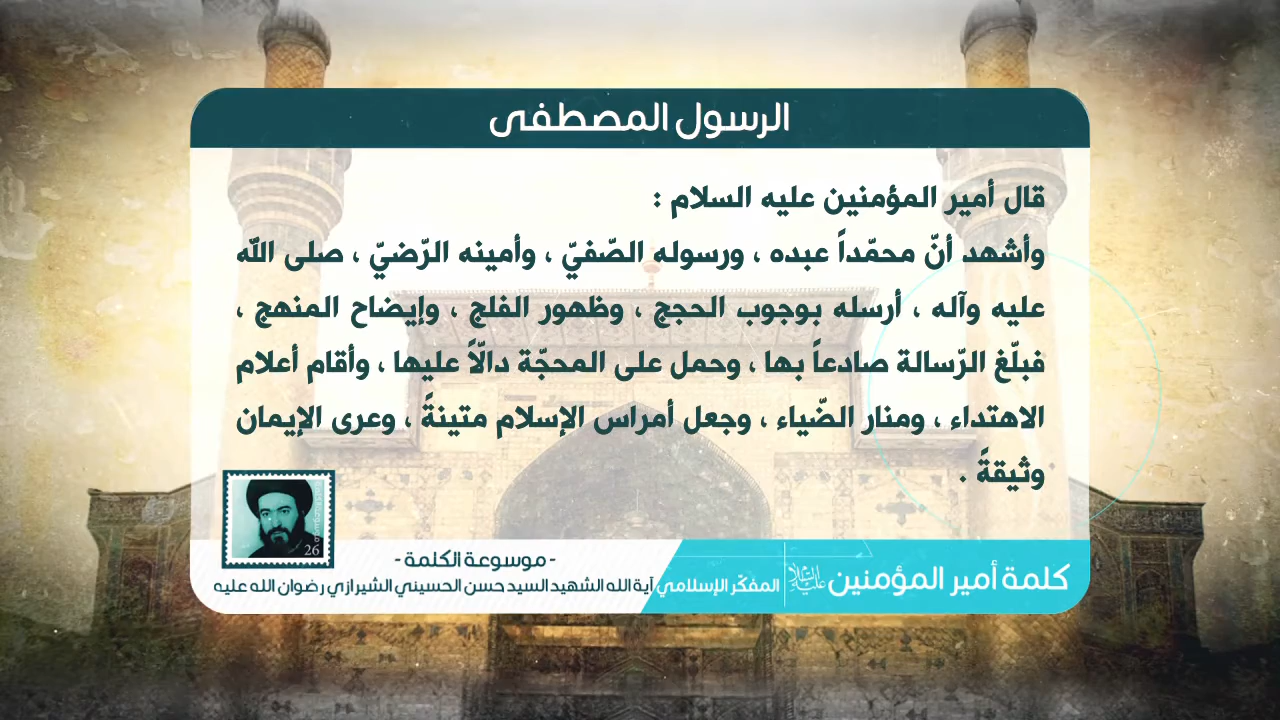 الرسول المصطفى
قال أمير المؤمنين عليه السلام :
وأشهد أنّ محمّداً عبده ، ورسوله الصّفيّ ، وأمينه الرّضيّ ، صلى الله
عليه وآله ، أرسله بوجوب الحجج ، وظهور الفلج ، وإيضاح المنهج ،
فبلّغ الرّسالة صادعاً بها ، وحمل على المحجّة دالّاً عليها ، وأقام أعلام
الاهتداء ، ومنار الضّياء ، وجعل أمراس الإسلام متينةً ، وعرى الإيمان
وثيقةً .
كلمة أمير المؤمنين عليه السلام
المفكّر الإسلامي
- موسوعة الكلمة -
آية الله الشهيد السيد حسن الحسيني الشيرازي رضوان الله عليه
26